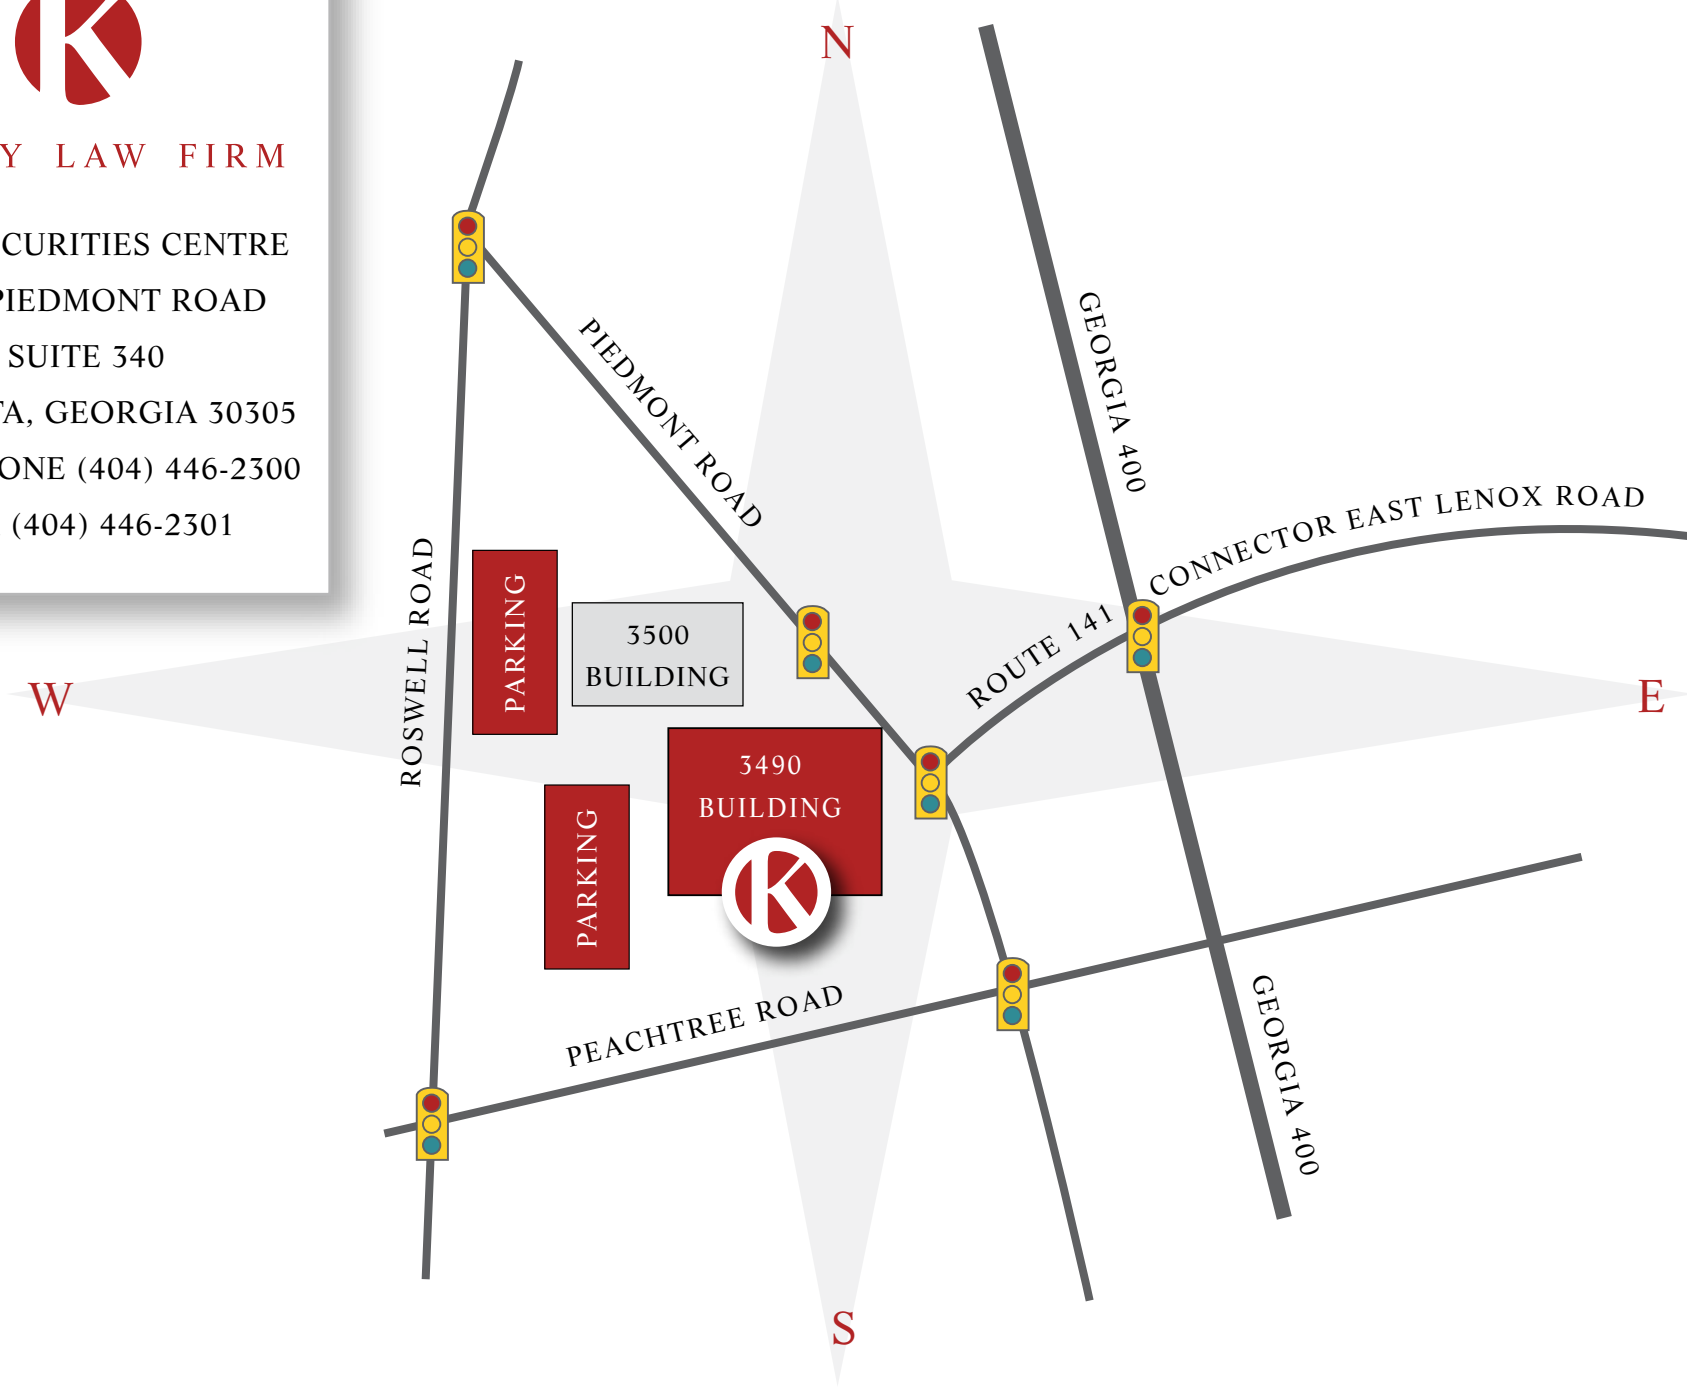 N
Y LAW FIRM
CURITIES CENTRE
PIEDMONT ROAD
SUITE 340
TA, GEORGIA 30305
ONE (404) 446-2300
(404) 446-2301
PIEDMONT ROAD
GEORGIA 400
CONNECTOR EAST LENOX ROAD
ROUTE 141
ROSWELL ROAD
PARKING
3500
BUILDING
W
E
3490
BUILDING
K
PARKING
PEACHTREE ROAD
GEORGIA 400
S